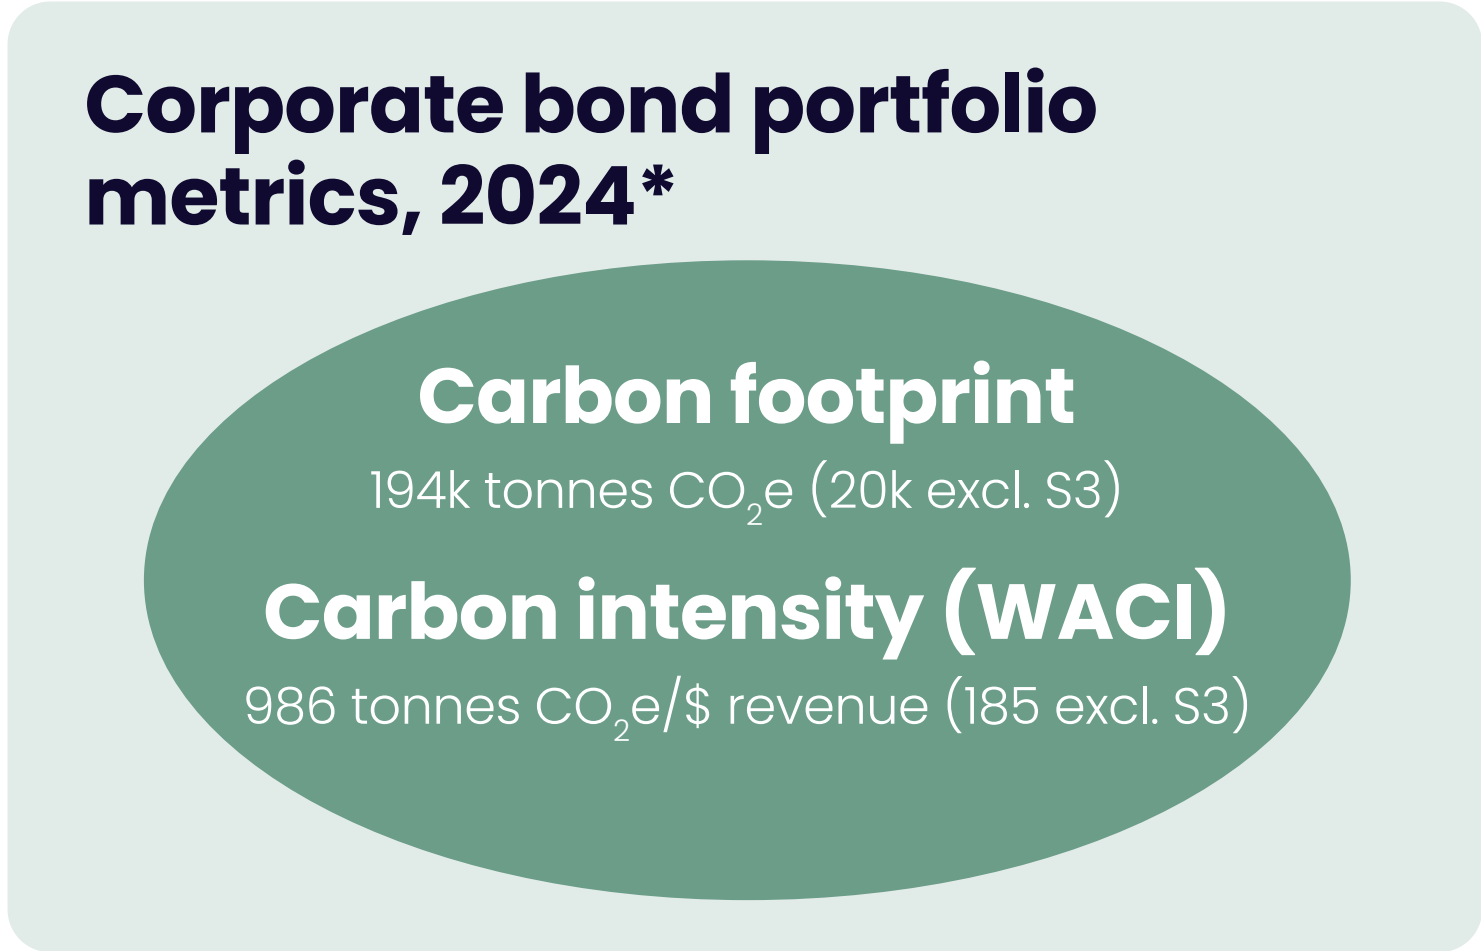 Corporate bond portfolio
metrics, 2024*
Carbon footprint
194k tonnes CO₂e (20k excl. S3)
Carbon intensity (WACI)
986 tonnes CO₂e/$ revenue (185 excl. S3)